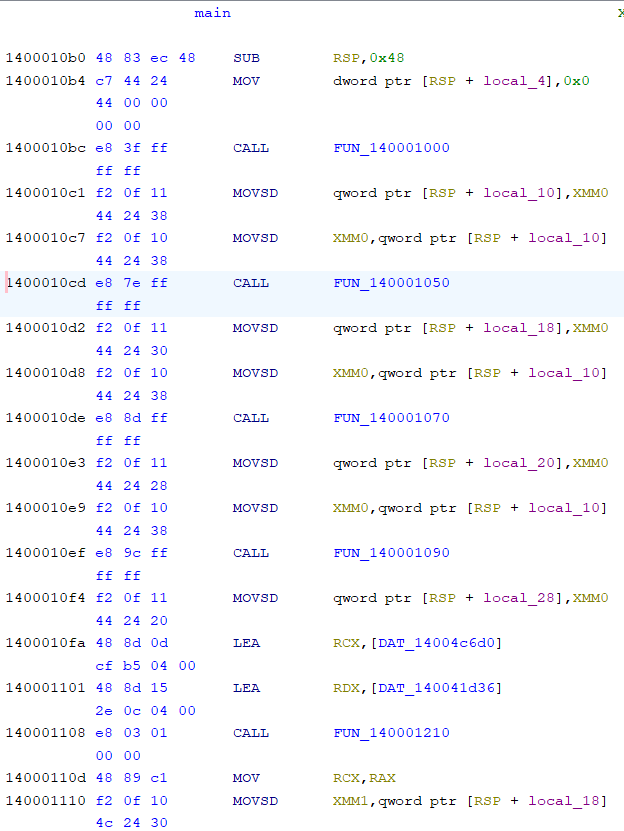 main
1400010b0 48 83 ec 48 SUB RSP,0x48
1400010b4 c7 44 24 MOV dword ptr [RSP + local_4],0x0
44 00 00
00 00
1400010bc e8 3f ff CALL FUN_140001000
ff ff
1400010c1 f2 0f 11 MOVSD qword ptr [RSP + local_10],XMM0
44 24 38
1400010c7 f2 0f 10 MOVSD XMM0,qword ptr [RSP + local_10]
44 24 38
1400010cd e8 7e ff CALL FUN_140001050
ff ff
1400010d2 f2 0f 11 MOVSD qword ptr [RSP + local_18],XMM0
44 24 30
1400010d8 f2 0f 10 MOVSD XMM0,qword ptr [RSP + local_10]
44 24 38
1400010de e8 8d ff CALL FUN_140001070
ff ff
1400010e3 f2 0f 11 MOVSD qword ptr [RSP + local_20],XMM0
44 24 28
1400010e9 f2 0f 10 MOVSD XMM0,qword ptr [RSP + local_10]
44 24 38
1400010ef e8 9c ff CALL FUN_140001090
ff ff
1400010f4 f2 0f 11 MOVSD qword ptr [RSP + local_28],XMM0
44 24 20
1400010fa 48 8d 0d LEA RCX,[DAT_14004c6d0]
cf b5 04 00
140001101 48 8d 15 LEA RDX,[DAT_140041d36]
2e 0c 04 00
140001108 e8 03 01 CALL FUN_140001210
00 00
14000110d 48 89 c1 MOV RCX,RAX
140001110 f2 0f 10 MOVSD XMM1,qword ptr [RSP + local_18]
4c 24 30